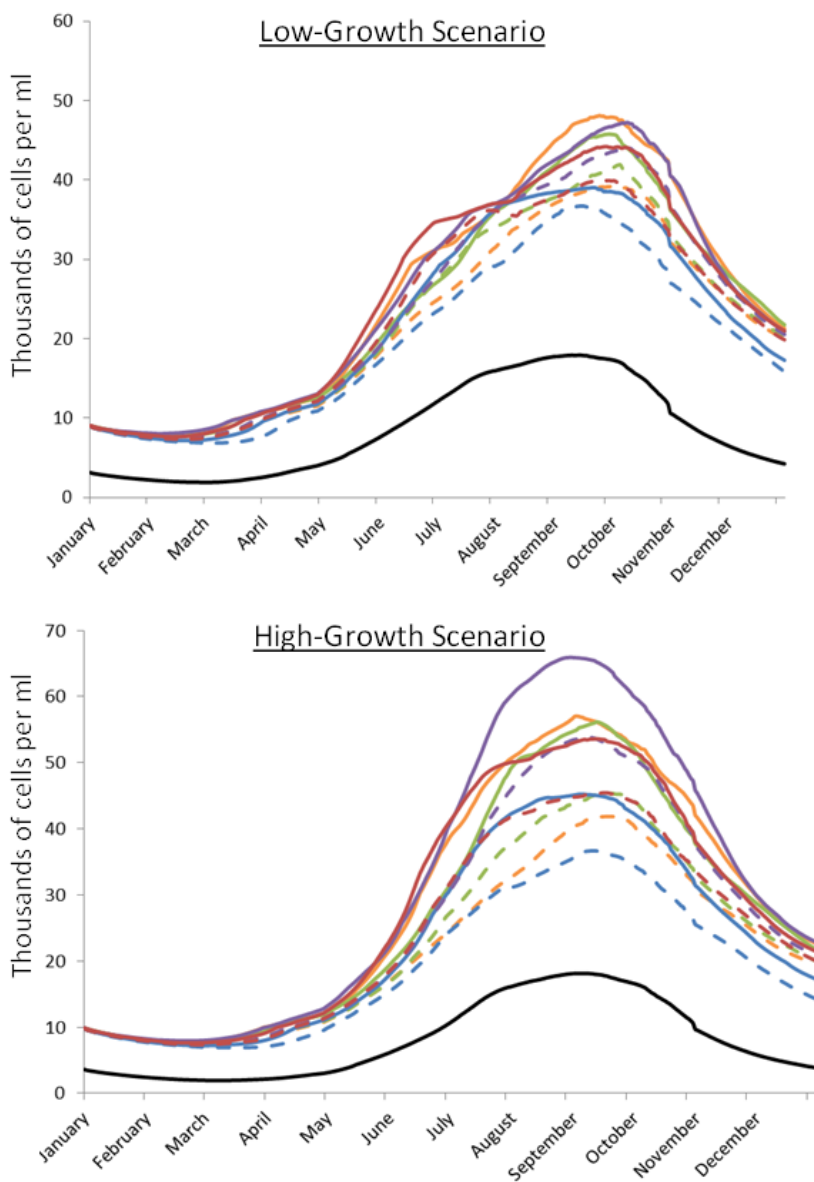 Low-Growth Scenario
Thousands of cells per ml
60
50
40
30
20
10
0
January
February
March
April
May
June
July
August
September
October
November
December
High-Growth Scenario
Thousands of cells per ml
70
60
50
40
30
20
10
0
January
February
March
April
May
June
July
August
September
October
November
December